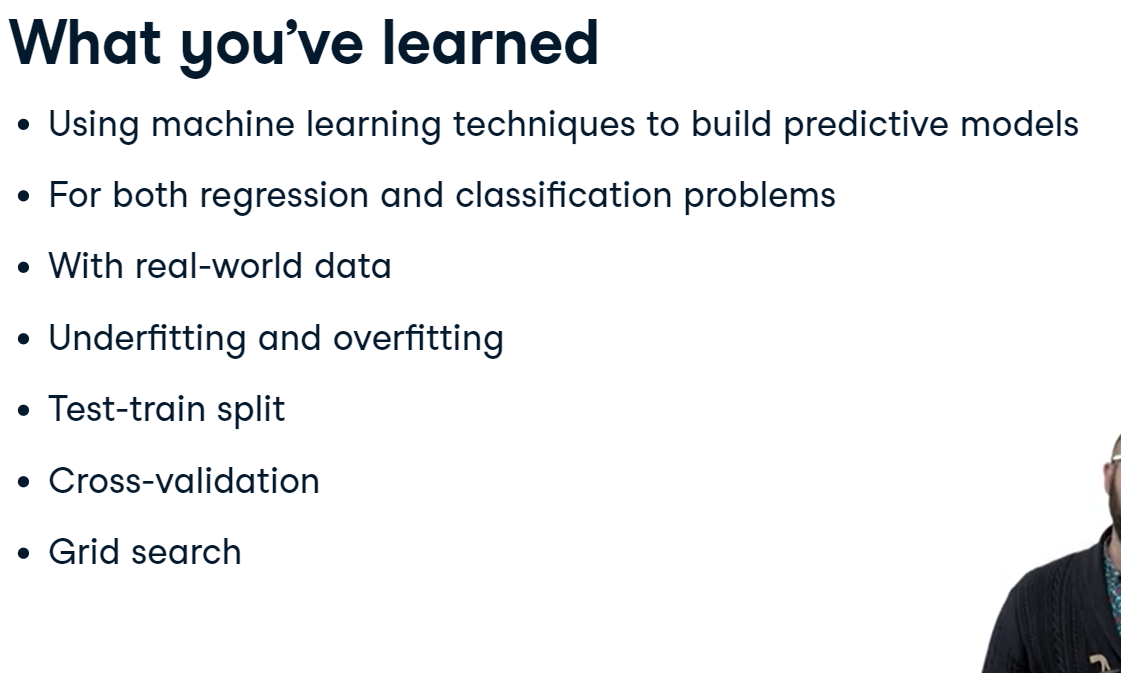 What you’ve learned
• Using machine learning techniques to build predictive models
• For both regression and classification problems
• With real-world data
• Underfitting and overfitting
• Test-train split
• Cross-validation
• Grid search